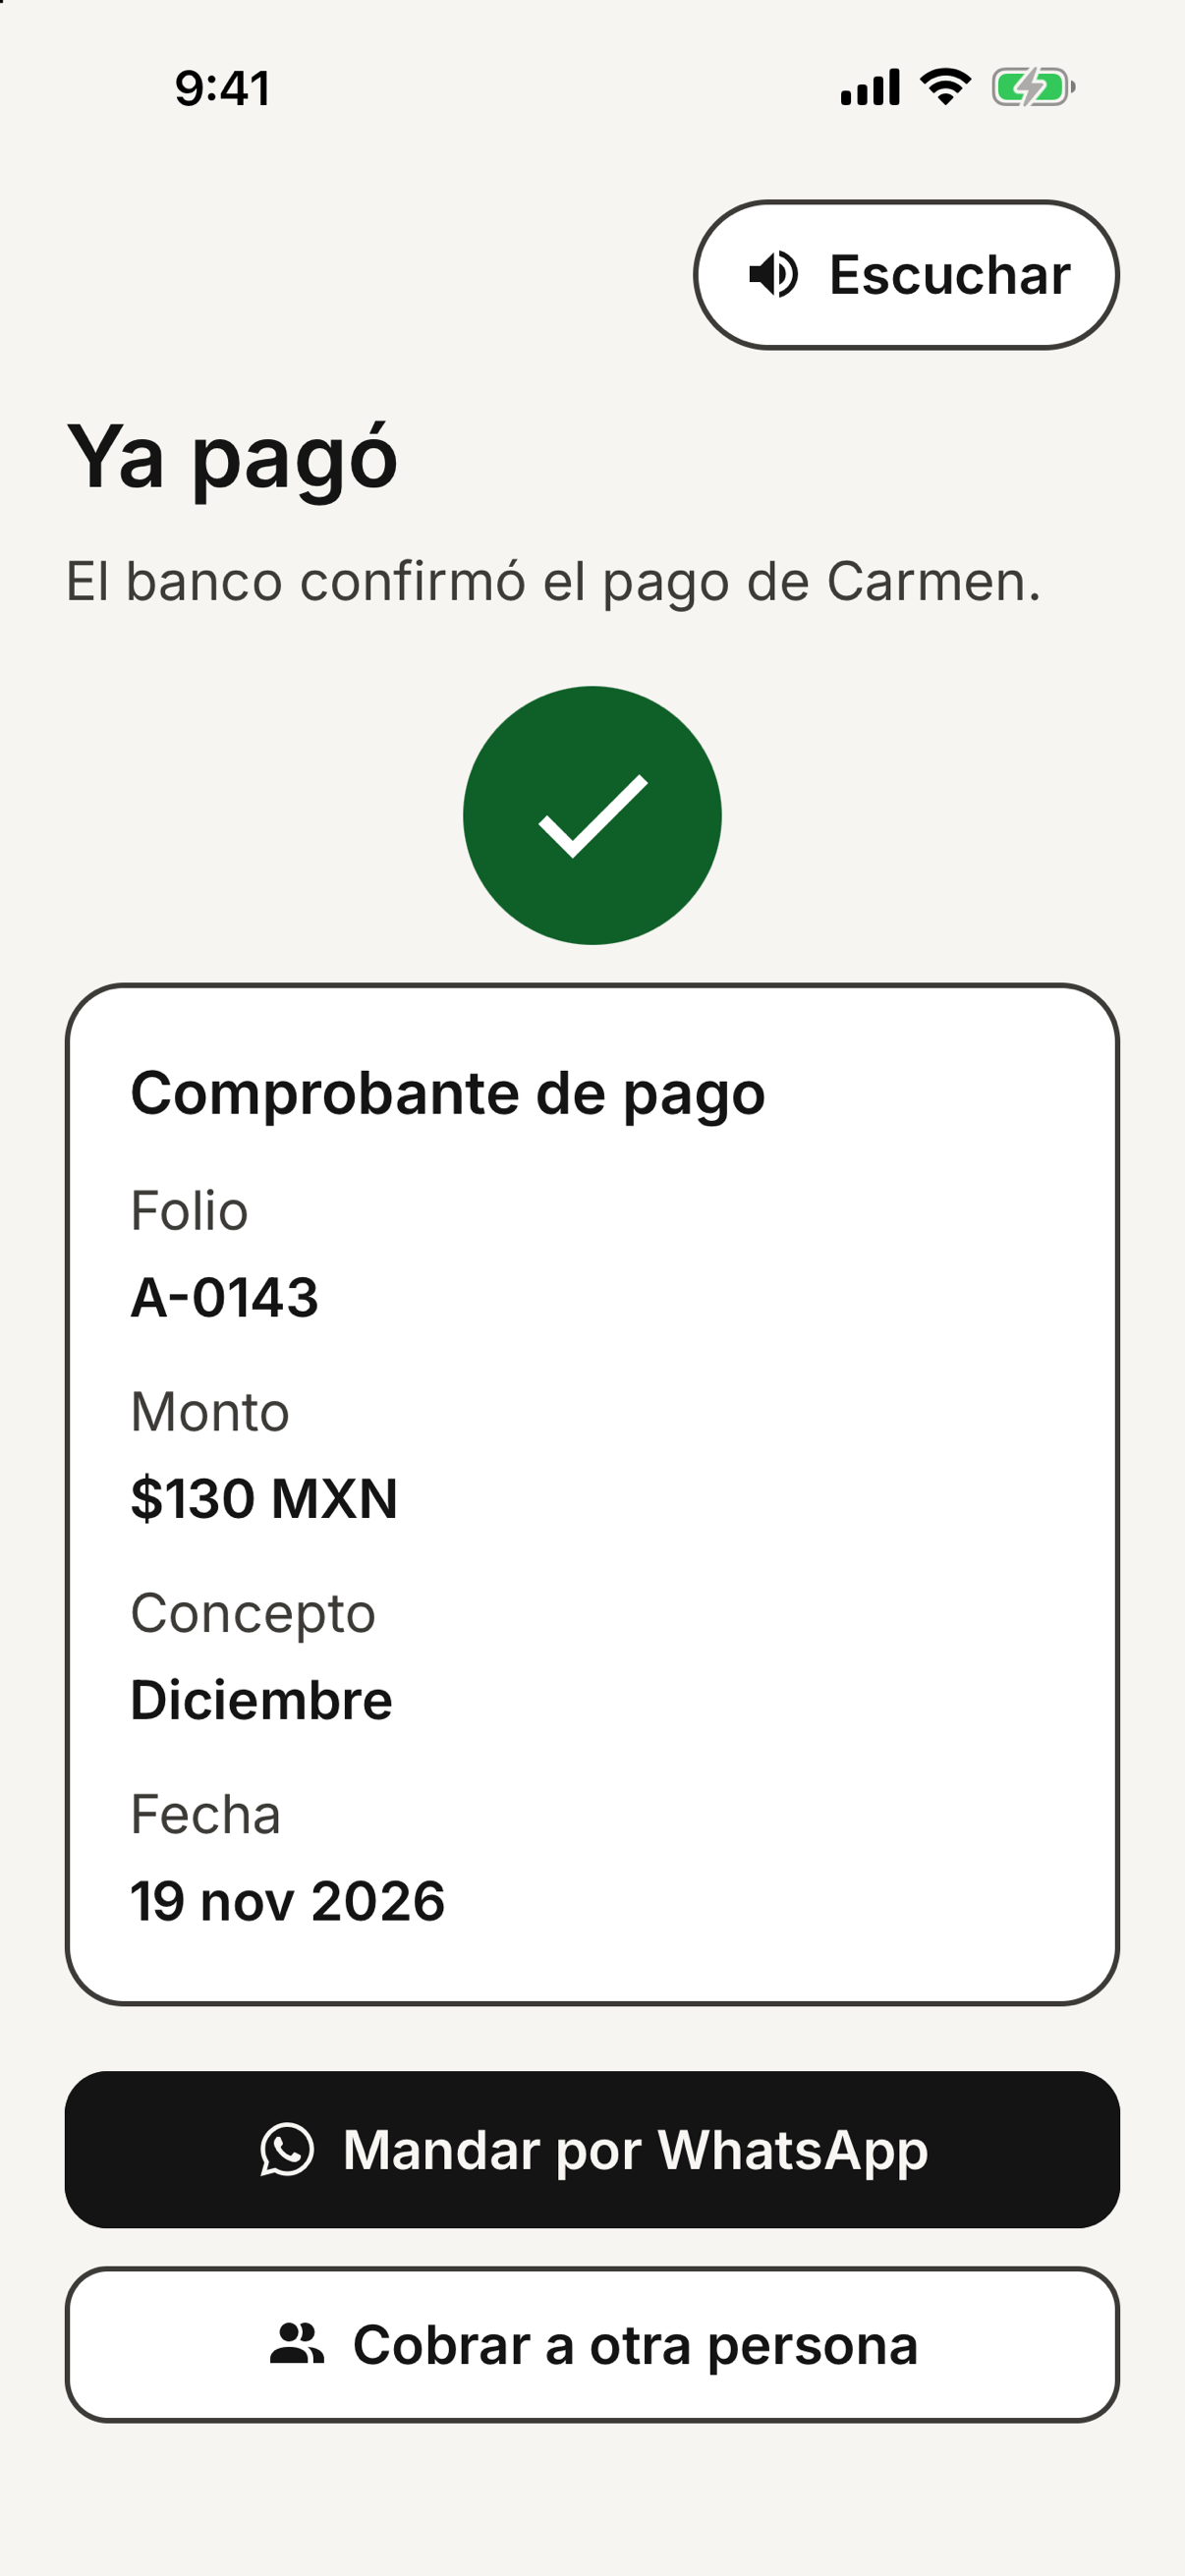 9:41
Escuchar
Ya pagó
El banco confirmó el pago de Carmen.
Comprobante de pago
Folio
A-0143
Monto
$130 MXN
Concepto
Diciembre
Fecha
19 nov 2026
Mandar por WhatsApp
Cobrar a otra persona